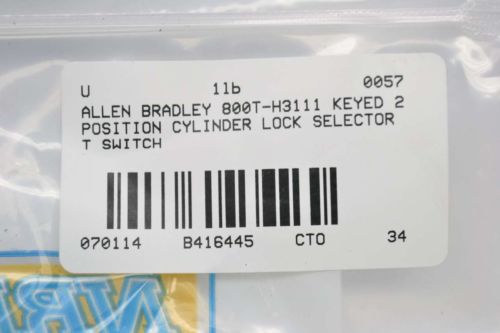 U 1lb 0057
ALLEN BRADLEY 800T-H3111 KEYED 2
POSITION CYLINDER LOCK SELECTOR
T SWITCH
070114 B416445 CTO 34